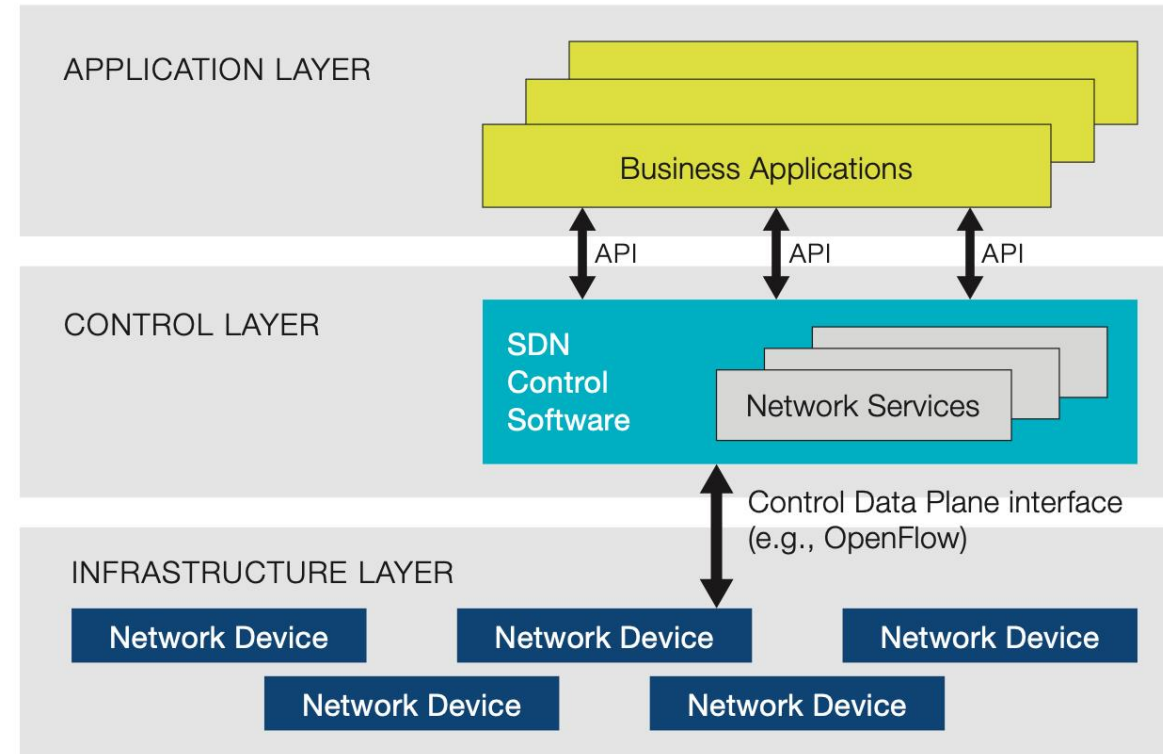 APPLICATION LAYER
Business Applications
API
API
API
CONTROL LAYER
SDN
Control
Software
Network Services
Control Data Plane interface
(e.g., OpenFlow)
INFRASTRUCTURE LAYER
Network Device
Network Device
Network Device
Network Device
Network Device